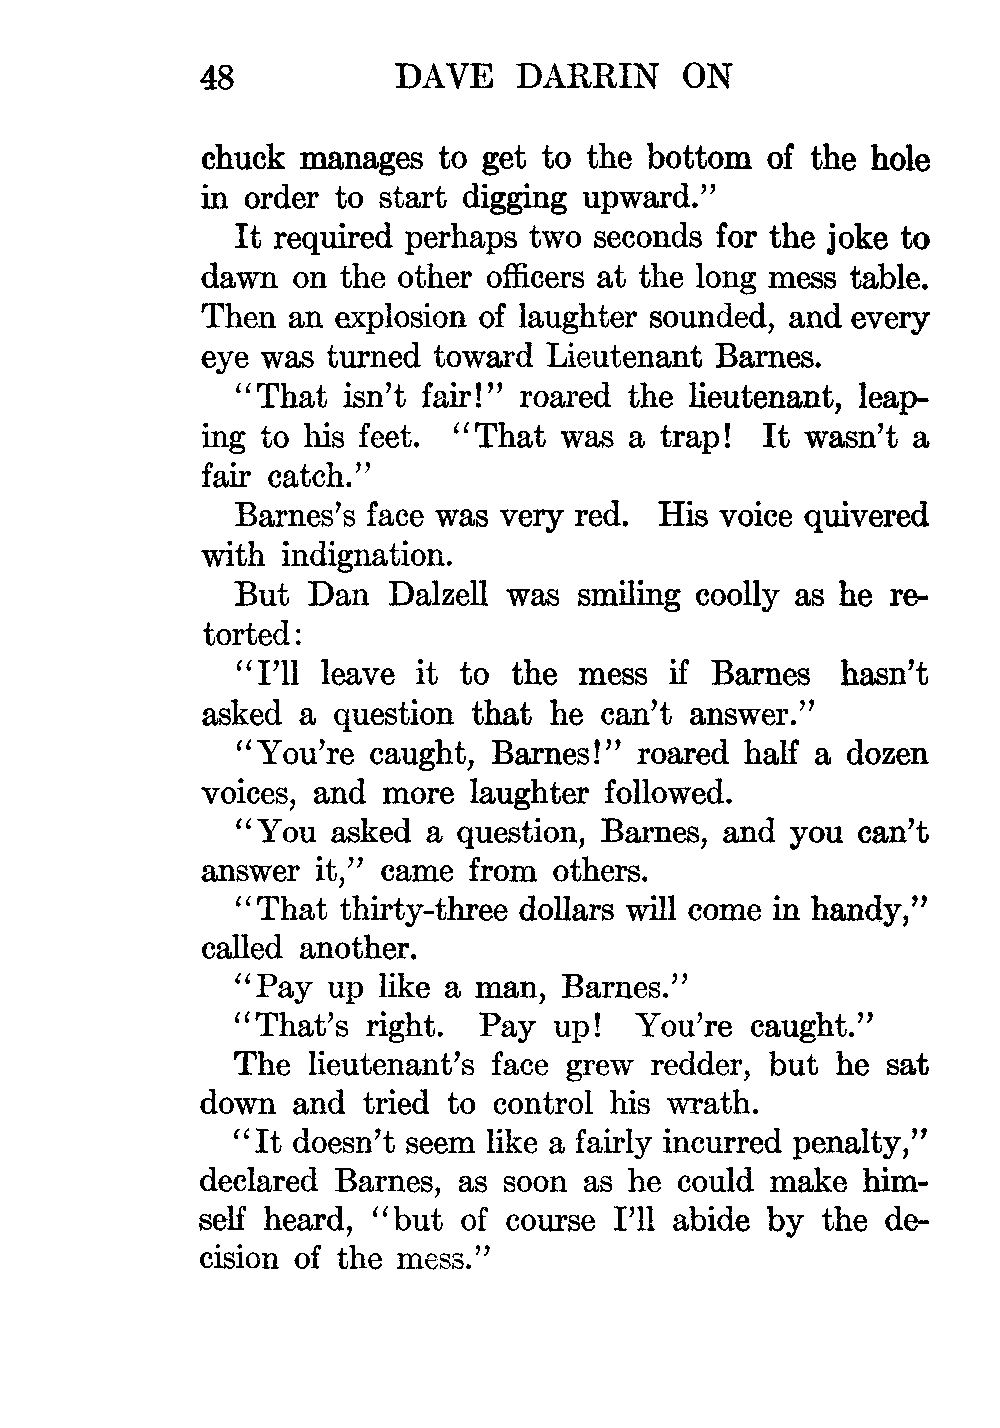 48 DAVE DARRIN ON
chuck manages to get to the bottom of the hole
in order to start digging upward.”
It required perhaps two seconds for the joke to
dawn on the other officers at the long mess table.
Then an explosion of laughter sounded, and every
eye was turned toward Lieutenant Barnes.
“That isn’t fair!” roared the lieutenant, leap-
ing to his feet. “That was a trap! It wasn’t a
fair catch.”
Barnes’s face was very red. His voice quivered
with indignation.
But Dan Dalzell was smiling coolly as he re-
torted:
“I’ll leave it to the mess if Barnes hasn’t
asked a question that he can’t answer.”
“You’re caught, Barnes!” roared half a dozen
voices, and more laughter followed.
“You asked a question, Barnes, and you can’t
answer it,” came from others.
“That thirty-three dollars will come in handy,”
called another.
“Pay up like a man, Barnes.”
“That’s right. Pay up! You’re caught.”
The lieutenant’s face grew redder, but he sat
down and tried to control his wrath.
“It doesn’t seem like a fairly incurred penalty,”
declared Barnes, as soon as he could make him-
self heard, “but of course I’ll abide by the de-
cision of the mess.”